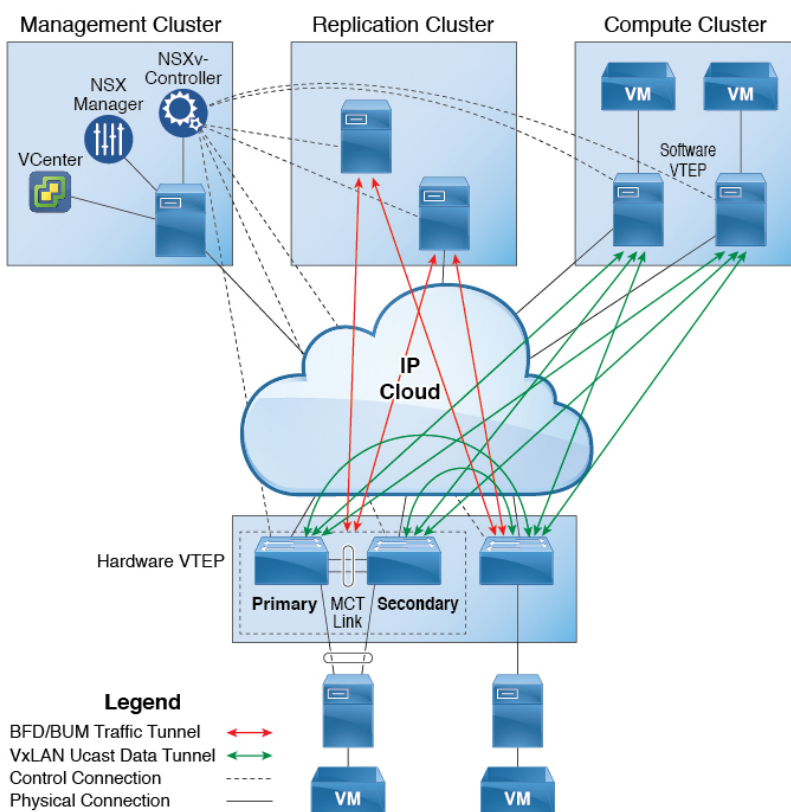 Management Cluster
Replication Cluster
Compute Cluster
NSXv-
Controller
NSX
Manager
VCenter
VM
VM
Software
VTEP
IP
Cloud
Hardware VTEP
Primary
MCT
Link
Secondary
Legend
BFD/BUM Traffic Tunnel
VxLAN Ucast Data Tunnel
Control Connection
Physical Connection
VM
VM